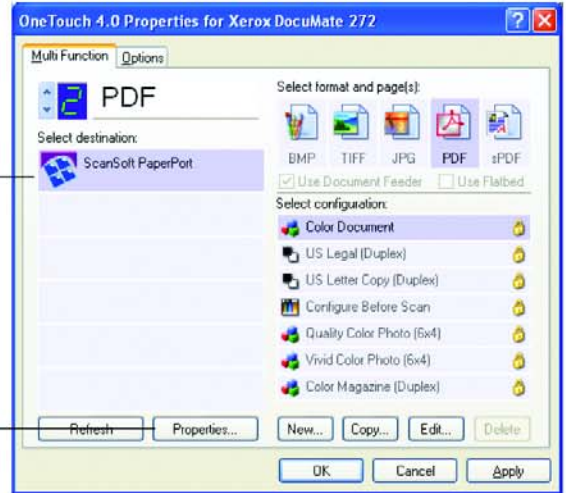 OneTouch 4.0 Properties for Xerox DocuMate 272
Multi Function Options
2 PDF
Select destination:
ScanSoft PaperPort
Refresh Properties...
Select format and page(s):
BMP TIFF JPG PDF sPDF
Use Document Feeder Use Flatbed
Select configuration:
Color Document
US Legal (Duplex)
US Letter Copy (Duplex)
Configure Before Scan
Quality Color Photo (6x4)
Vivid Color Photo (6x4)
Color Magazine (Duplex)
New... Copy... Edit... Delete
OK Cancel Apply